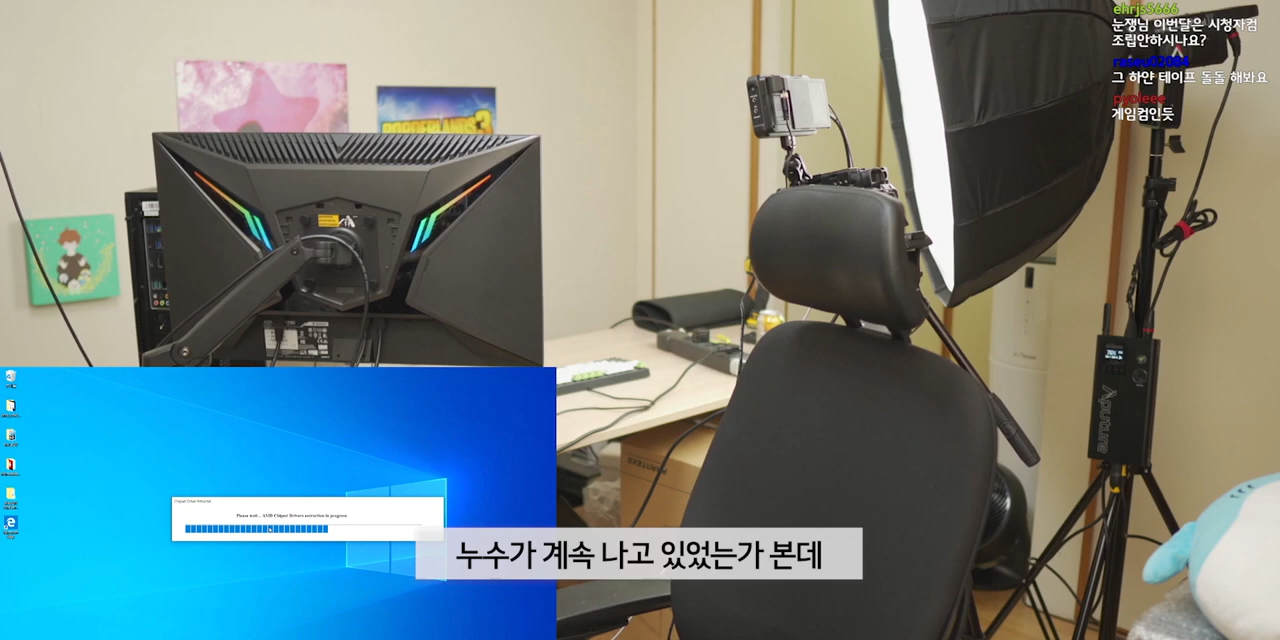 ehrjs5666
눈쟁님 이번달은 시청자컴
조립안하시나요?
그 하얀 테이프 돌돌 해봐요
게임컴인듯
BORDERLANDS 3
Aputure
Please wait... AMD Chipset Drivers extraction in progress
누수가 계속 나고 있었는가 본데